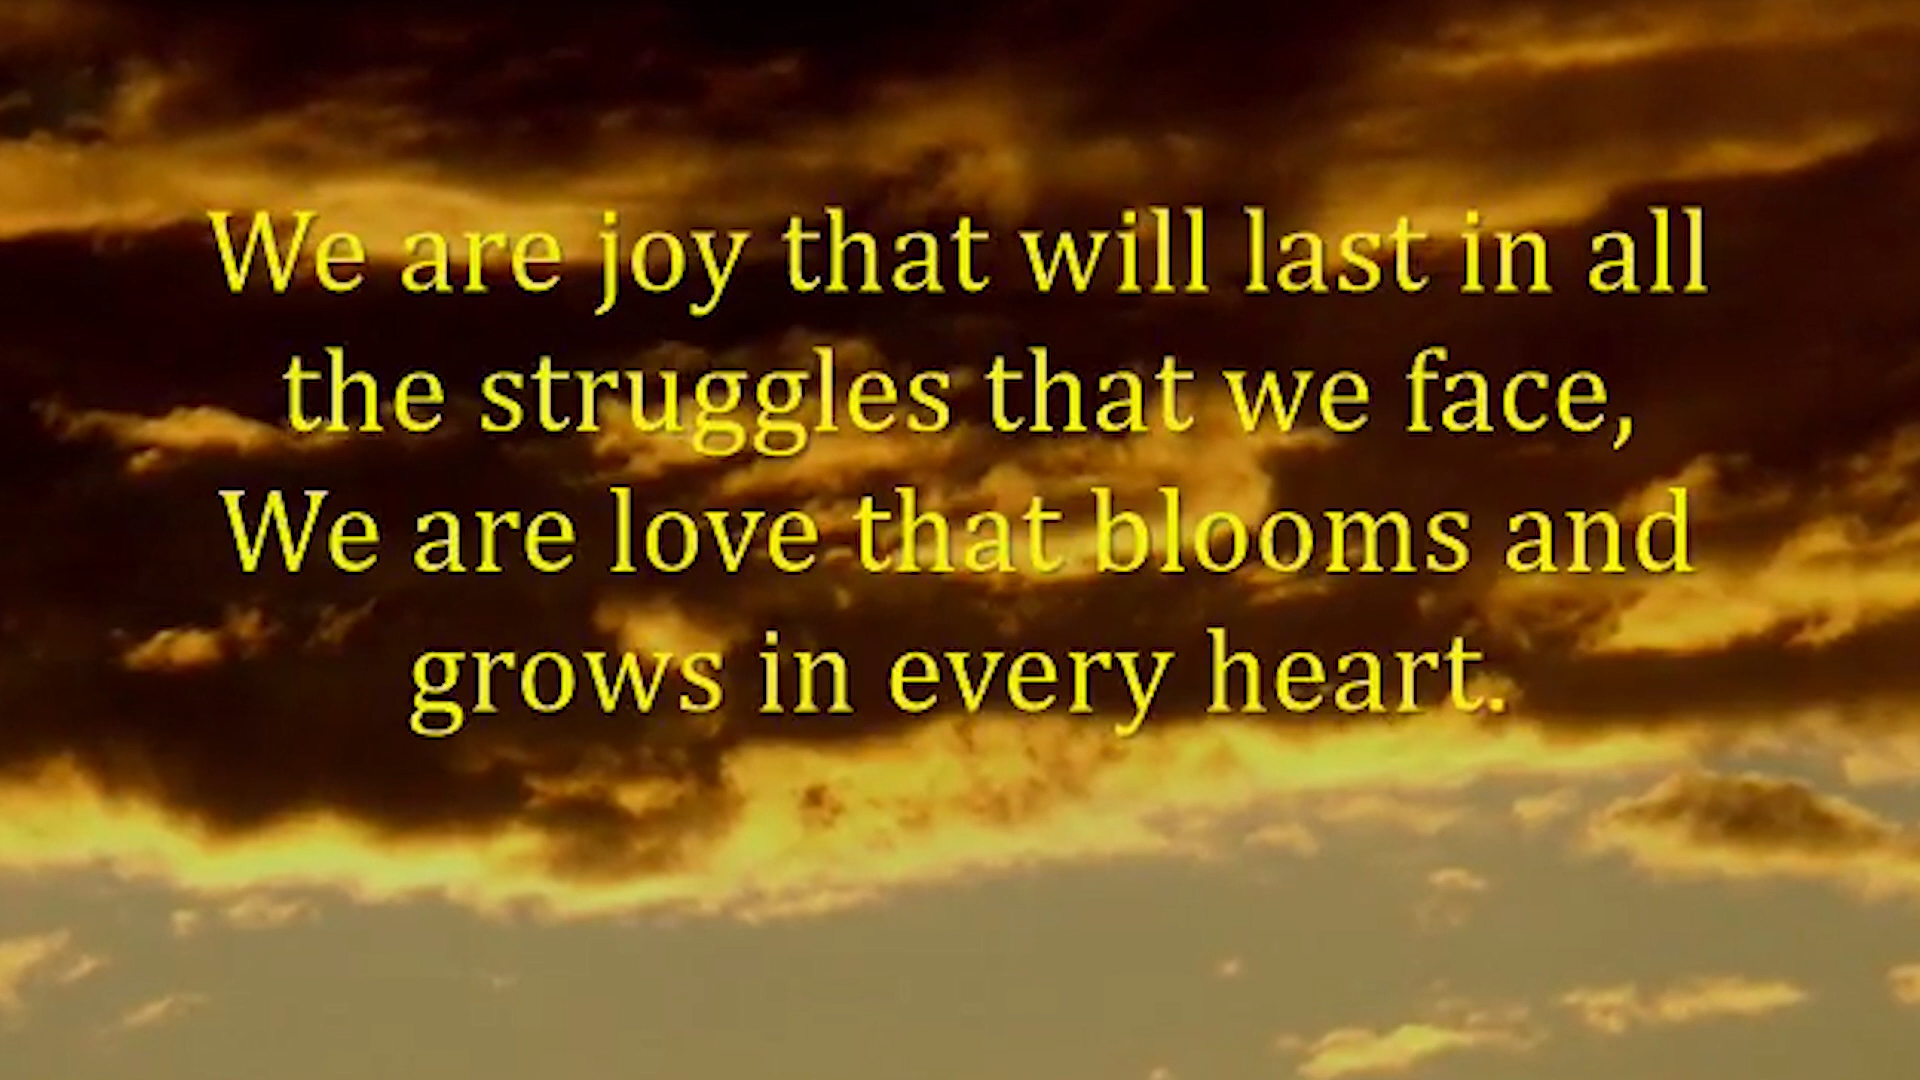 We are joy that will last in all
the struggles that we face,
We are love that blooms and
grows in every heart.